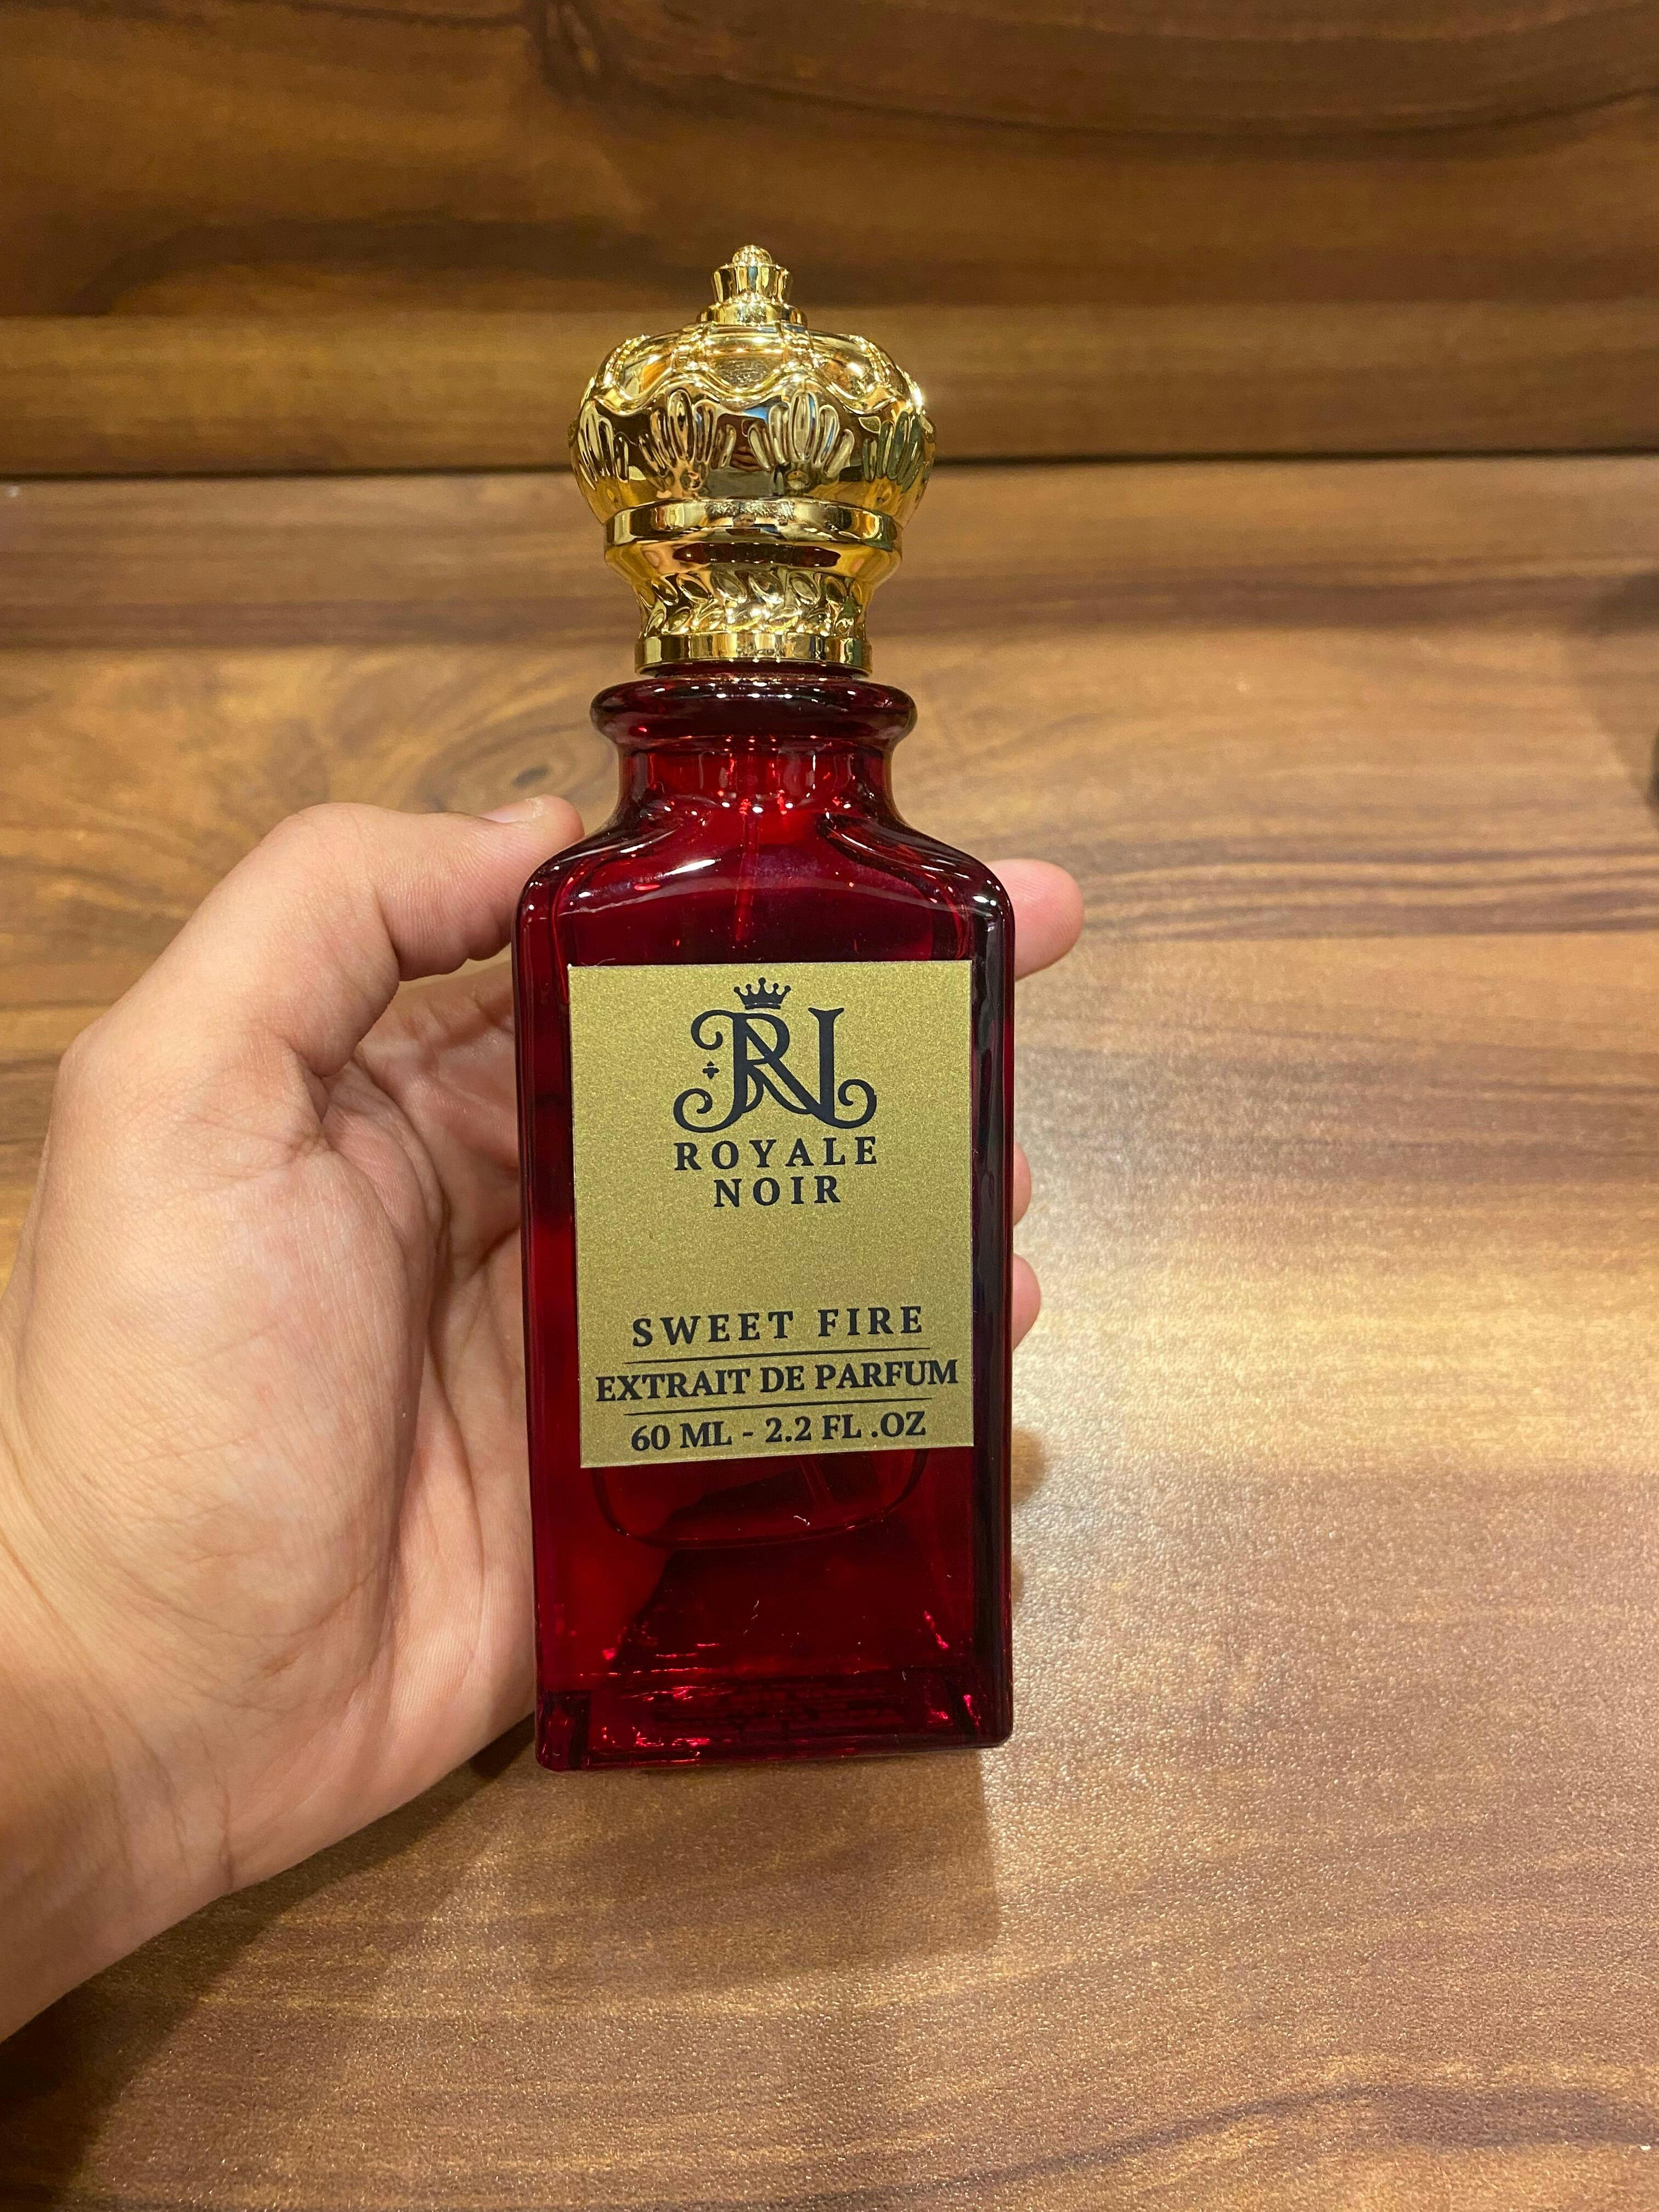 RN
ROYALE
NOIR
SWEET FIRE
EXTRAIT DE PARFUM
60 ML - 2.2 FL .OZ